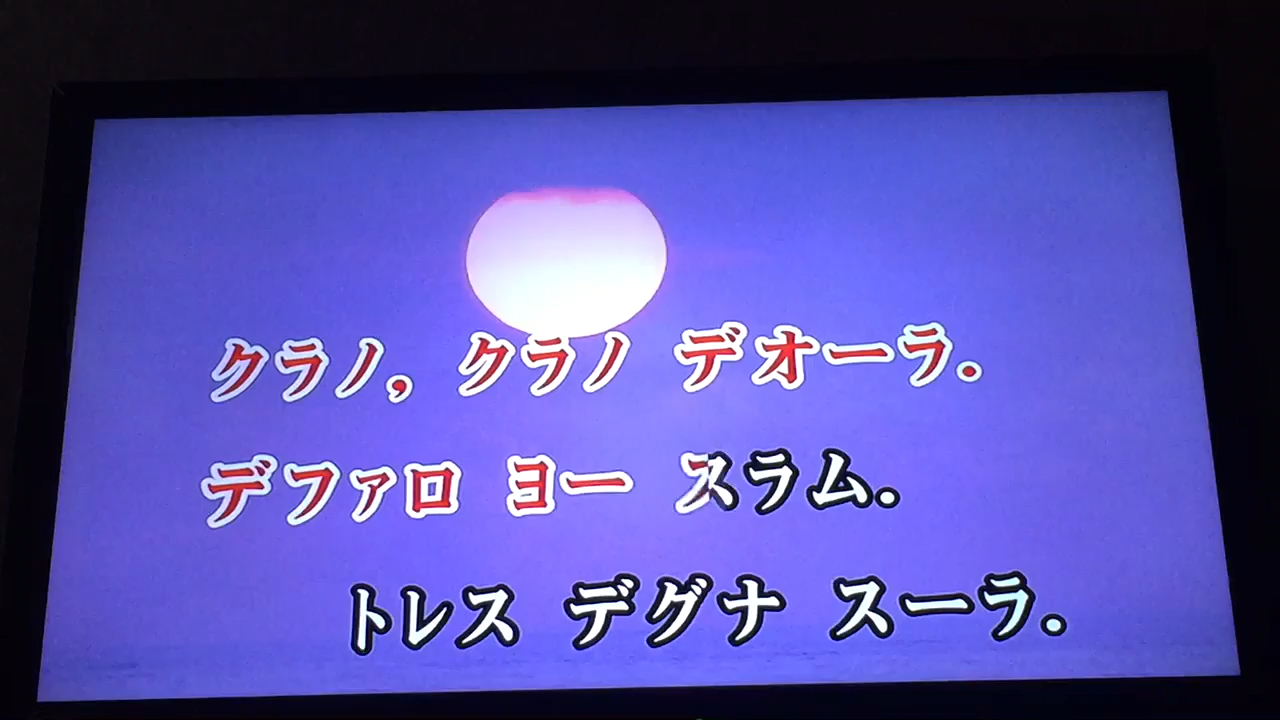 クラノ, クラノ デオーラ.
デファロ ヨー スラム.
トレス デグナ スーラ.